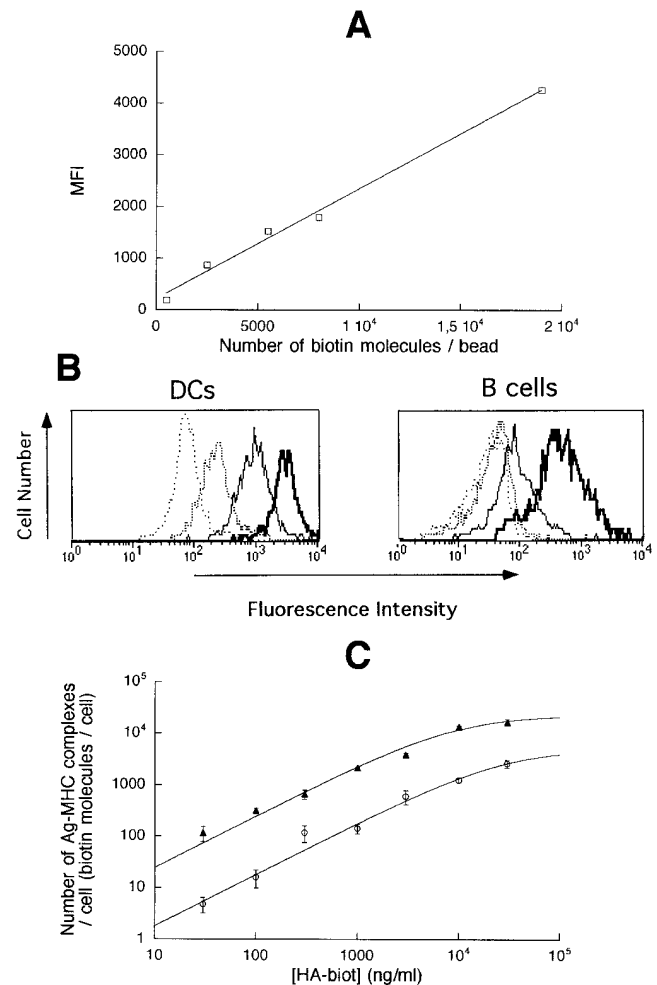 A
5000
4000
3000
2000
1000
0
MFI
0 5000 1 10⁴ 1,5 10⁴ 2 10⁴
Number of biotin molecules / bead
B
DCs B cells
Cell Number
10⁰ 10¹ 10² 10³ 10⁴ 10⁰ 10¹ 10² 10³ 10⁴
Fluorescence Intensity
C
Number of Ag-MHC complexes
/ cell (biotin molecules / cell)
10⁵
10⁴
1000
100
10
1
10 100 1000 10⁴ 10⁵
[HA-biot] (ng/ml)